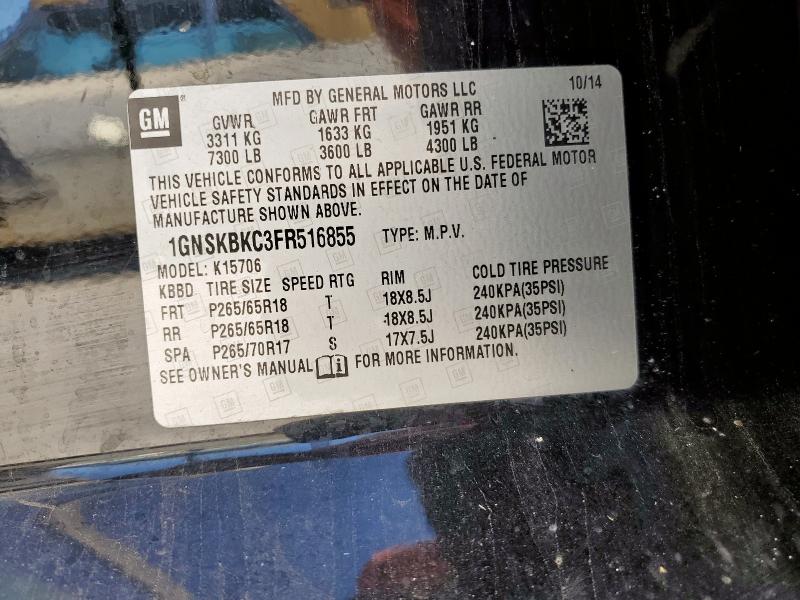 GM
MFD BY GENERAL MOTORS LLC 10/14
GVWR GAWR FRT GAWR RR
3311 KG 1633 KG 1951 KG
7300 LB 3600 LB 4300 LB
THIS VEHICLE CONFORMS TO ALL APPLICABLE U.S. FEDERAL MOTOR
VEHICLE SAFETY STANDARDS IN EFFECT ON THE DATE OF
MANUFACTURE SHOWN ABOVE.
1GNSKBKC3FR516855 TYPE: M.P.V.
MODEL: K15706
KBBD TIRE SIZE SPEED RTG RIM COLD TIRE PRESSURE
FRT P265/65R18 T 18X8.5J 240KPA(35PSI)
RR P265/65R18 T 18X8.5J 240KPA(35PSI)
SPA P265/70R17 S 17X7.5J 240KPA(35PSI)
SEE OWNER'S MANUAL FOR MORE INFORMATION.